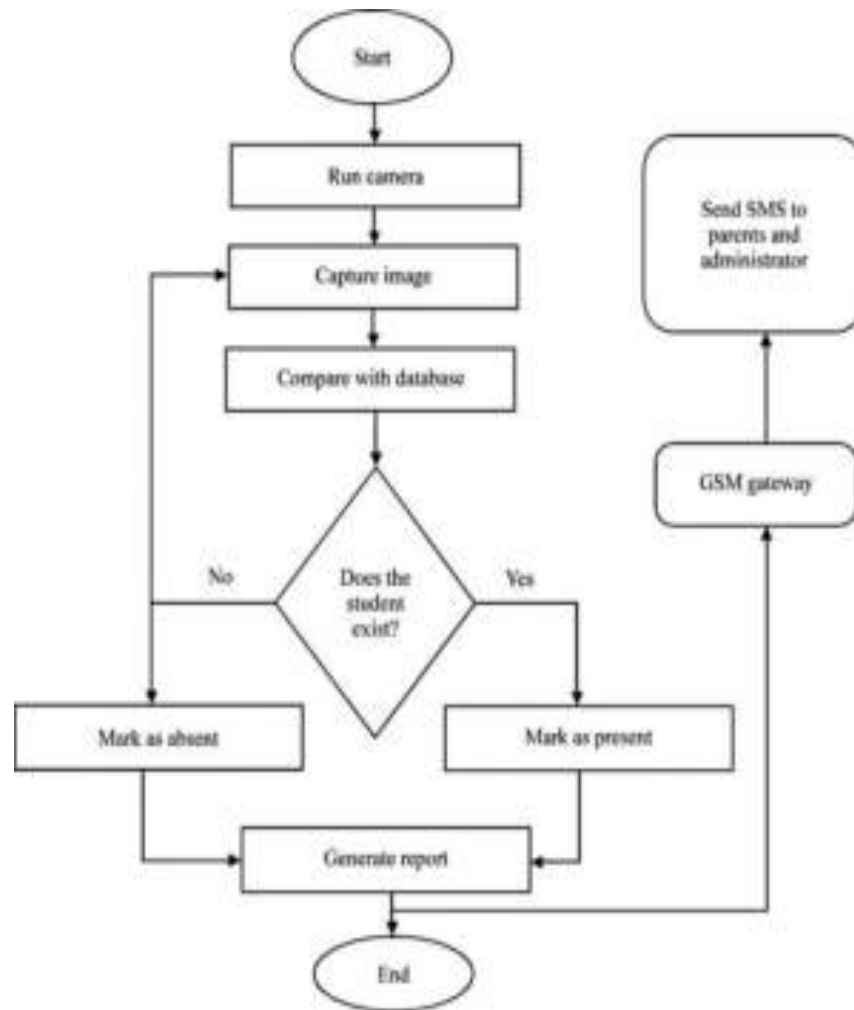 Start
Run camera
Send SMS to
parents and
administrator
Capture image
Compare with database
GSM gateway
No
Does the
student
exist?
Yes
Mark as absent
Mark as present
Generate report
End